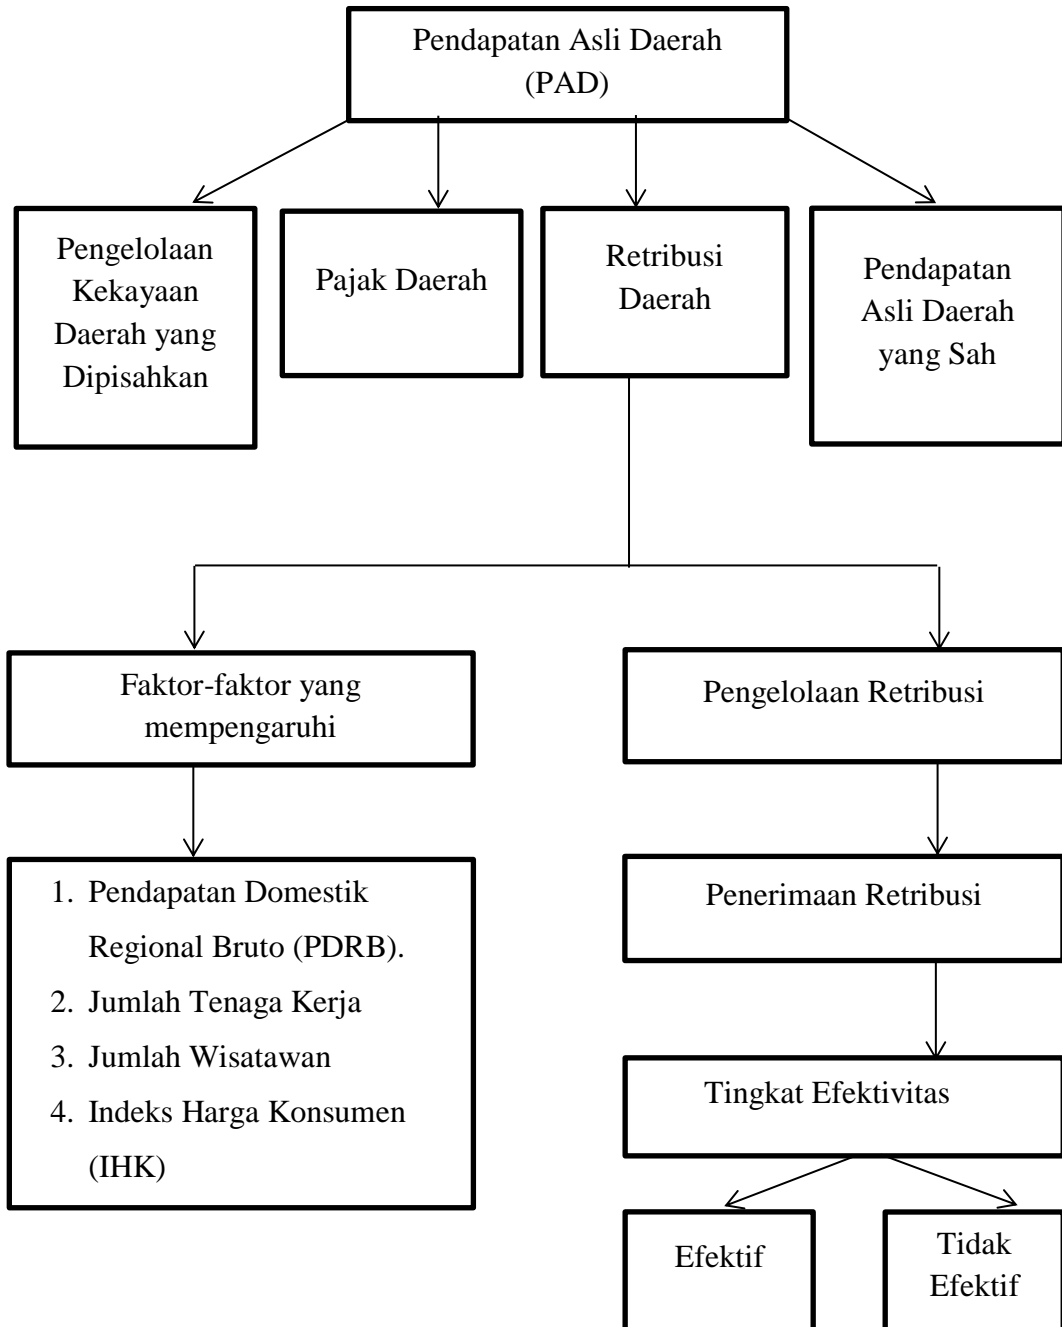 Pendapatan Asli Daerah
(PAD)
Pengelolaan
Kekayaan
Daerah yang
Dipisahkan
Pajak Daerah
Retribusi
Daerah
Pendapatan
Asli Daerah
yang Sah
Faktor-faktor yang
mempengaruhi
Pengelolaan Retribusi
1. Pendapatan Domestik
Regional Bruto (PDRB).
2. Jumlah Tenaga Kerja
3. Jumlah Wisatawan
4. Indeks Harga Konsumen
(IHK)
Penerimaan Retribusi
Tingkat Efektivitas
Efektif
Tidak
Efektif